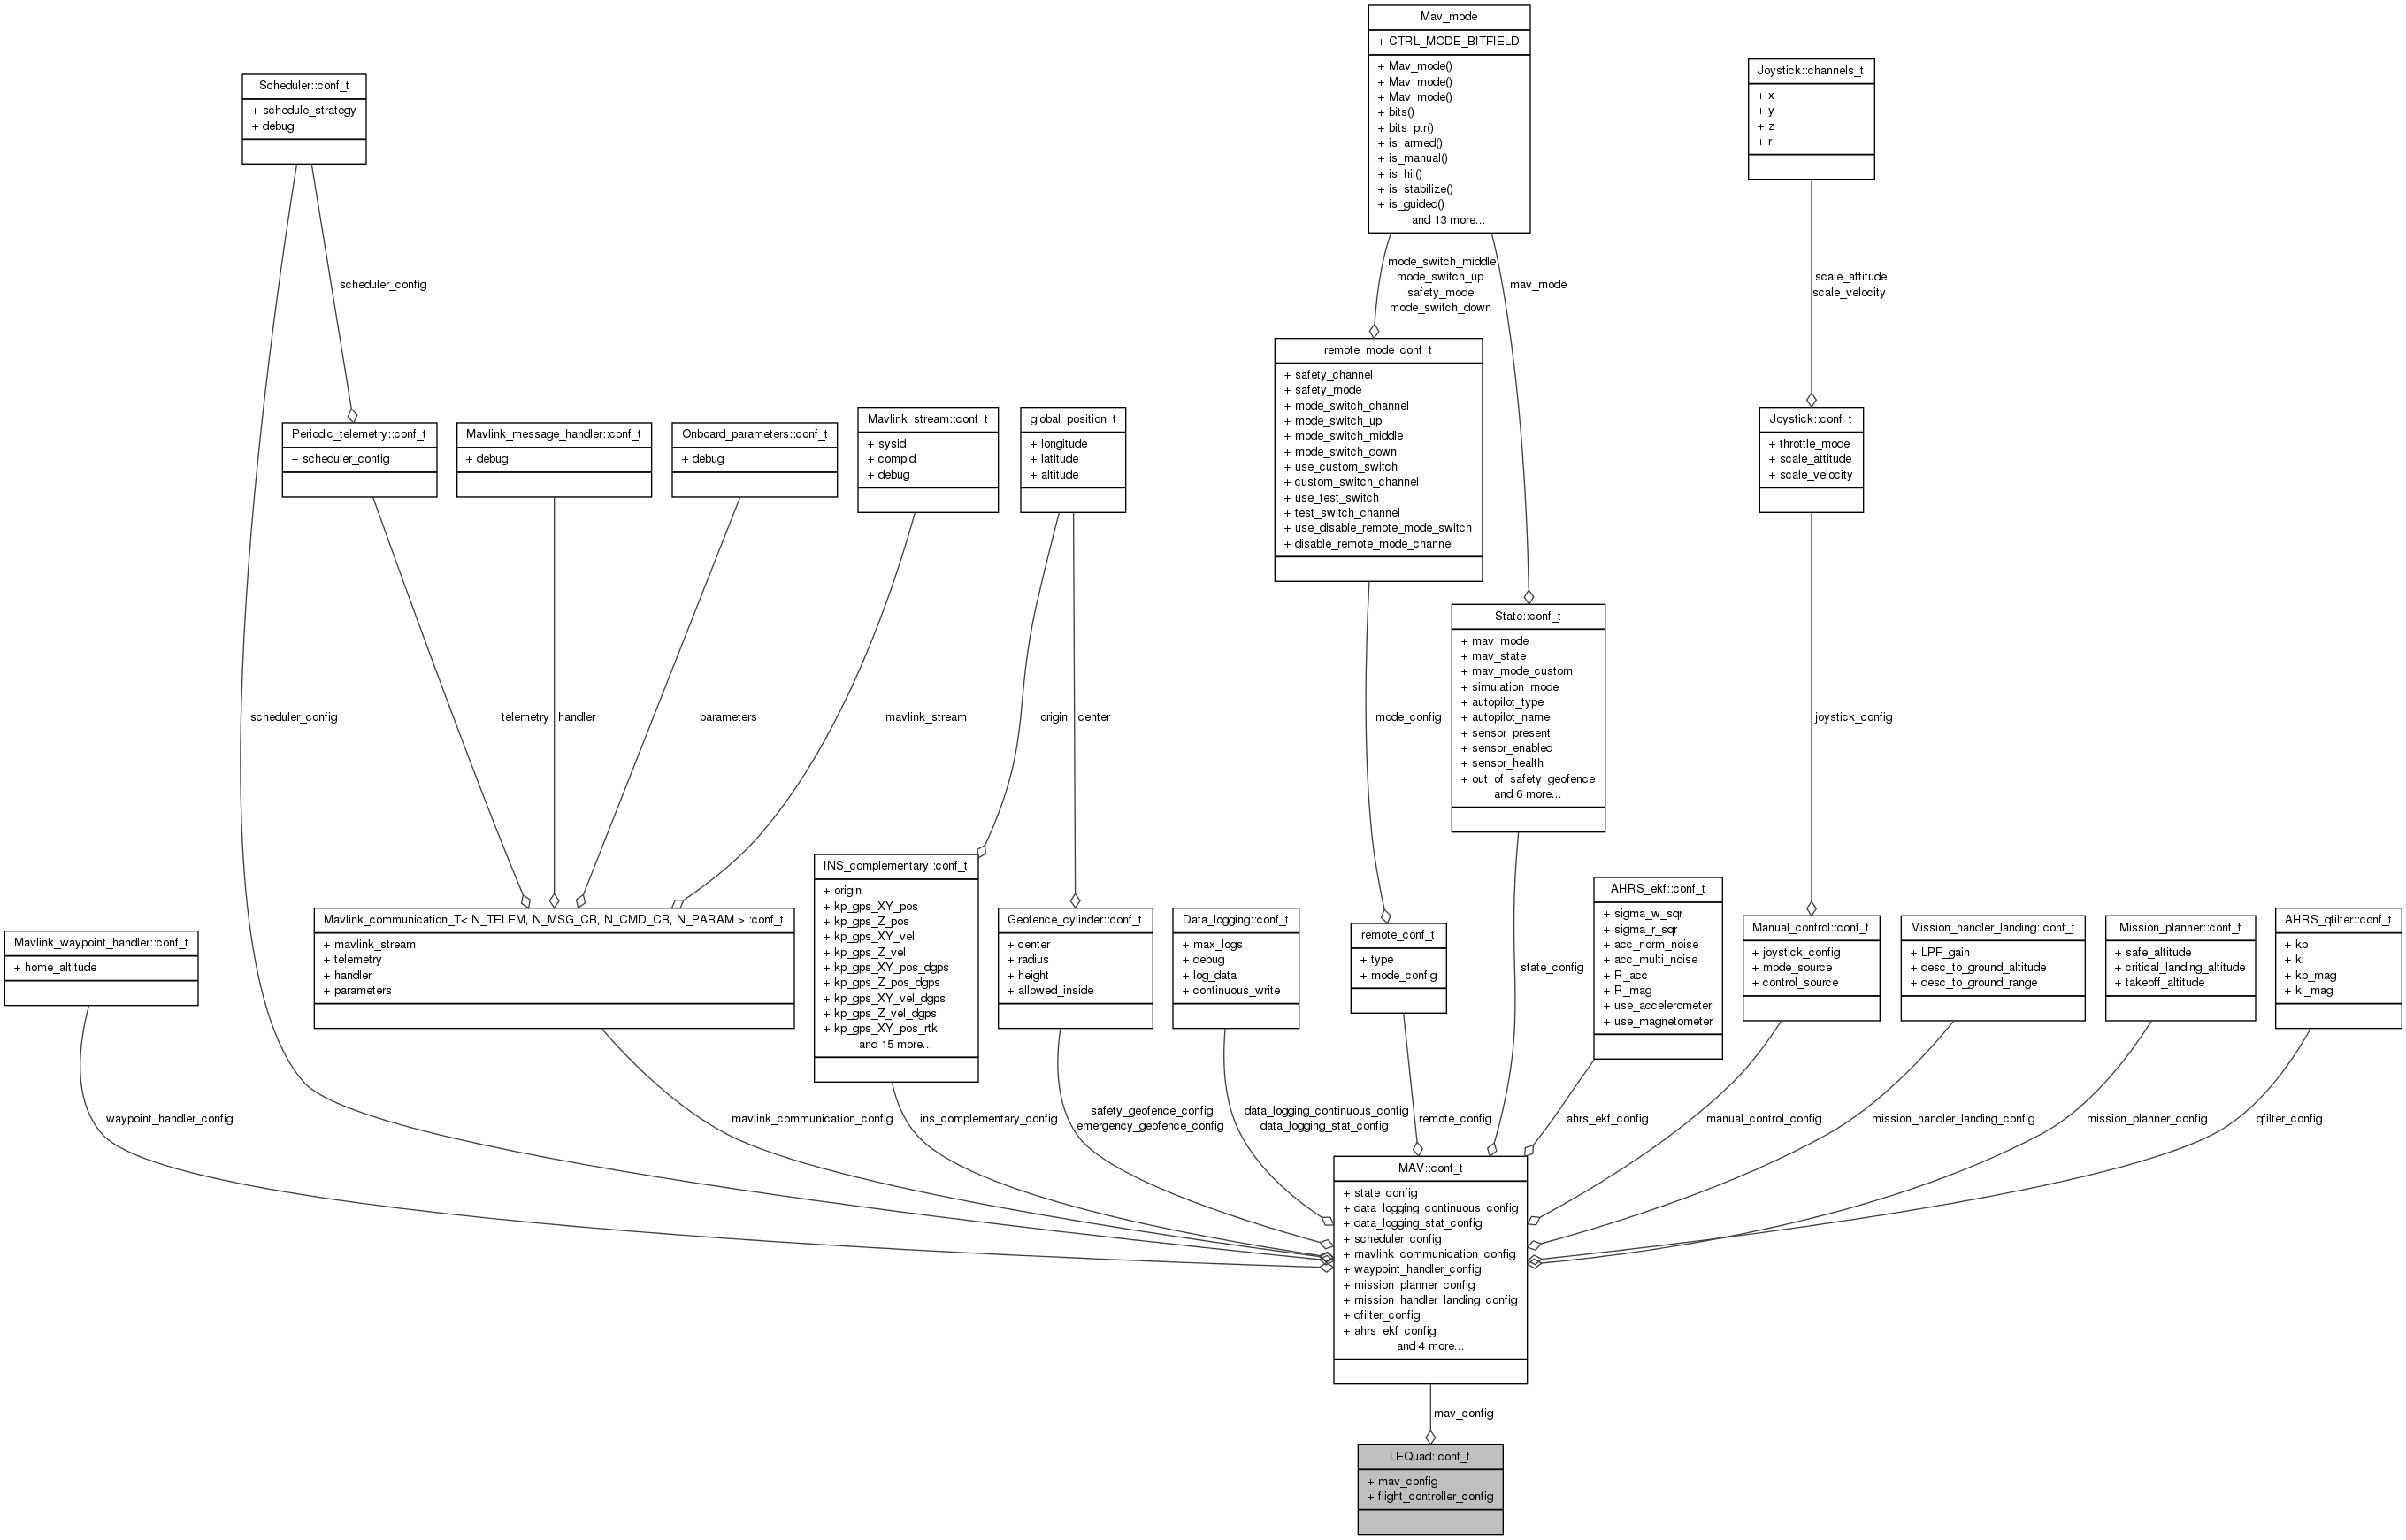 Mav_mode
+ CTRL_MODE_BITFIELD
+ Mav_mode()
+ Mav_mode()
+ Mav_mode()
+ bits()
+ bits_ptr()
+ is_armed()
+ is_manual()
+ is_hil()
+ is_stabilize()
+ is_guided()
and 13 more...
Joystick::channels_t
+ x
+ y
+ z
+ r
Scheduler::conf_t
+ schedule_strategy
+ debug
scheduler_config
mode_switch_middle
mode_switch_up
safety_mode
mode_switch_down
mav_mode
scale_attitude
scale_velocity
remote_mode_conf_t
+ safety_channel
+ safety_mode
+ mode_switch_channel
+ mode_switch_up
+ mode_switch_middle
+ mode_switch_down
+ use_custom_switch
+ custom_switch_channel
+ use_test_switch
+ test_switch_channel
+ use_disable_remote_mode_switch
+ disable_remote_mode_channel
Periodic_telemetry::conf_t
+ scheduler_config
Mavlink_message_handler::conf_t
+ debug
Onboard_parameters::conf_t
+ debug
Mavlink_stream::conf_t
+ sysid
+ compid
+ debug
global_position_t
+ longitude
+ latitude
+ altitude
Joystick::conf_t
+ throttle_mode
+ scale_attitude
+ scale_velocity
State::conf_t
+ mav_mode
+ mav_state
+ mav_mode_custom
+ simulation_mode
+ autopilot_type
+ autopilot_name
+ sensor_present
+ sensor_enabled
+ sensor_health
+ out_of_safety_geofence
and 6 more...
scheduler_config
telemetry
handler
parameters
mavlink_stream
origin
center
mode_config
joystick_config
Mavlink_waypoint_handler::conf_t
+ home_altitude
Mavlink_communication_T< N_TELEM, N_MSG_CB, N_CMD_CB, N_PARAM >::conf_t
+ mavlink_stream
+ telemetry
+ handler
+ parameters
INS_complementary::conf_t
+ origin
+ kp_gps_XY_pos
+ kp_gps_Z_pos
+ kp_gps_XY_vel
+ kp_gps_Z_vel
+ kp_gps_XY_pos_dgps
+ kp_gps_Z_pos_dgps
+ kp_gps_XY_vel_dgps
+ kp_gps_Z_vel_dgps
+ kp_gps_XY_pos_rtk
and 15 more...
Geofence_cylinder::conf_t
+ center
+ radius
+ height
+ allowed_inside
Data_logging::conf_t
+ max_logs
+ debug
+ log_data
+ continuous_write
remote_conf_t
+ type
+ mode_config
state_config
AHRS_ekf::conf_t
+ sigma_w_sqr
+ sigma_r_sqr
+ acc_norm_noise
+ acc_multi_noise
+ R_acc
+ R_mag
+ use_accelerometer
+ use_magnetometer
Manual_control::conf_t
+ joystick_config
+ mode_source
+ control_source
Mission_handler_landing::conf_t
+ LPF_gain
+ desc_to_ground_altitude
+ desc_to_ground_range
Mission_planner::conf_t
+ safe_altitude
+ critical_landing_altitude
+ takeoff_altitude
AHRS_qfilter::conf_t
+ kp
+ ki
+ kp_mag
+ ki_mag
waypoint_handler_config
mavlink_communication_config
ins_complementary_config
safety_geofence_config
emergency_geofence_config
data_logging_continuous_config
data_logging_stat_config
remote_config
ahrs_ekf_config
manual_control_config
mission_handler_landing_config
mission_planner_config
qfilter_config
MAV::conf_t
+ state_config
+ data_logging_continuous_config
+ data_logging_stat_config
+ scheduler_config
+ mavlink_communication_config
+ waypoint_handler_config
+ mission_planner_config
+ mission_handler_landing_config
+ qfilter_config
+ ahrs_ekf_config
and 4 more...
mav_config
LEQuad::conf_t
+ mav_config
+ flight_controller_config